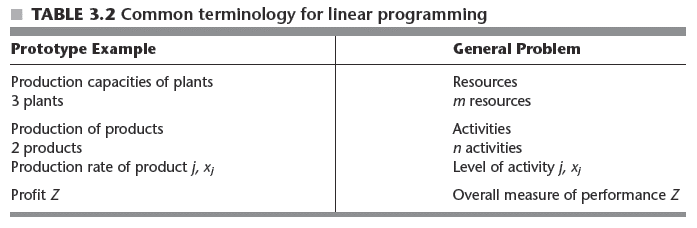 TABLE 3.2 Common terminology for linear programming
Prototype Example General Problem
Production capacities of plants Resources
3 plants m resources
Production of products Activities
2 products n activities
Production rate of product j, xj Level of activity j, xj
Profit Z Overall measure of performance Z